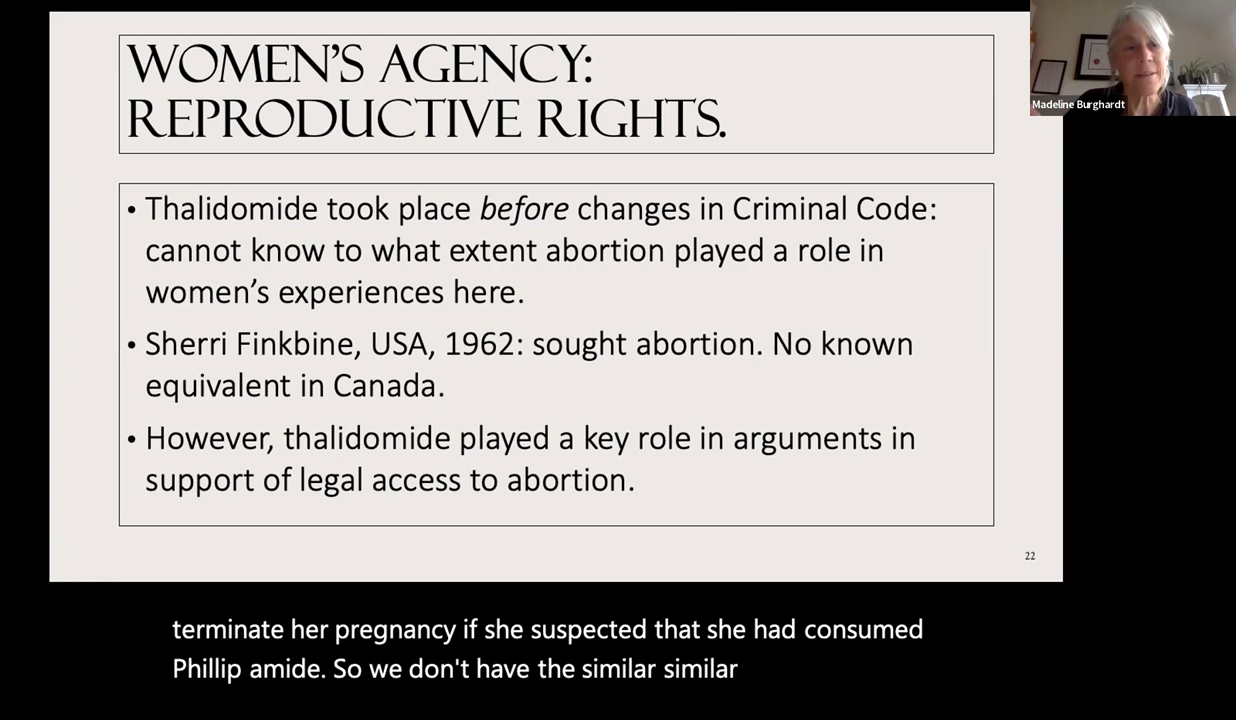 WOMEN'S AGENCY:
REPRODUCTIVE RIGHTS.
Madeline Burghardt
• Thalidomide took place before changes in Criminal Code:
cannot know to what extent abortion played a role in
women's experiences here.
• Sherri Finkbine, USA, 1962: sought abortion. No known
equivalent in Canada.
• However, thalidomide played a key role in arguments in
support of legal access to abortion.
22
terminate her pregnancy if she suspected that she had consumed
Phillip amide. So we don't have the similar similar